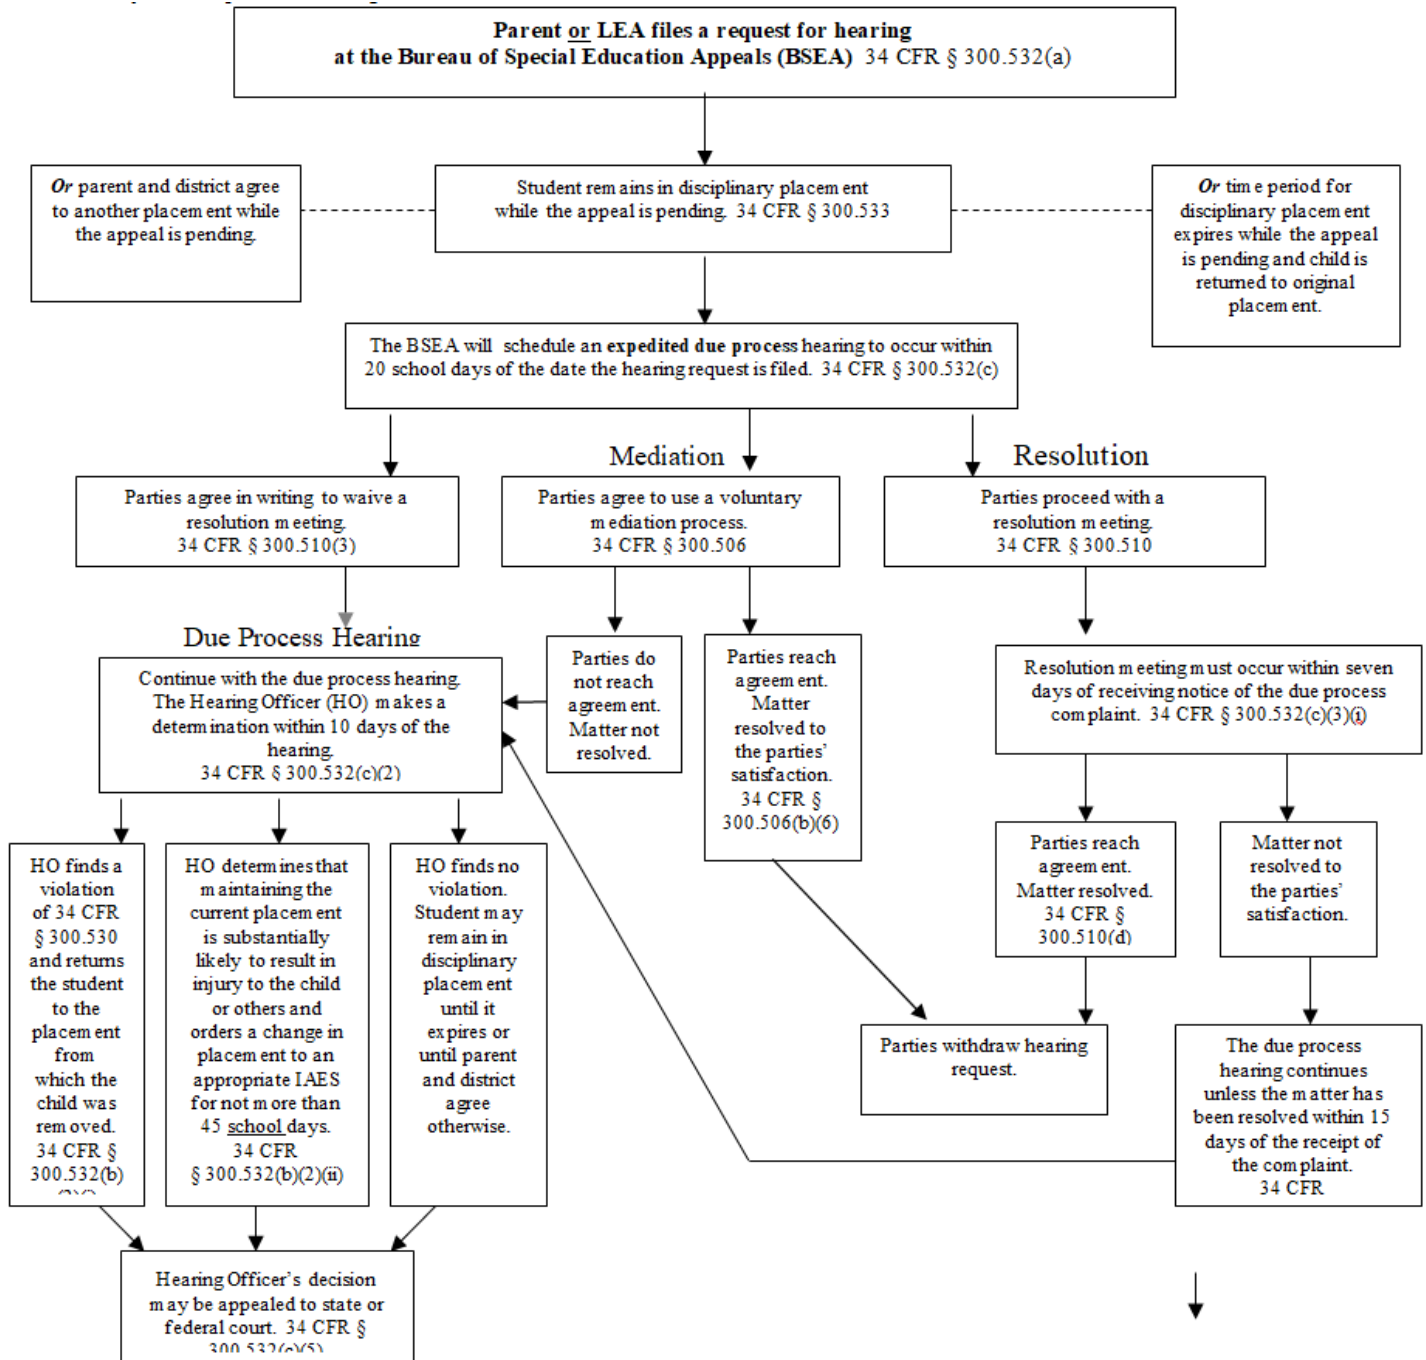 Parent or LEA files a request for hearing
at the Bureau of Special Education Appeals (BSEA) 34 CFR § 300.532(a)
Or parent and district agree
to another placement while
the appeal is pending.
Student remains in disciplinary placement
while the appeal is pending. 34 CFR § 300.533
Or time period for
disciplinary placement
expires while the appeal
is pending and child is
returned to original
placement.
The BSEA will schedule an expedited due process hearing to occur within
20 school days of the date the hearing request is filed. 34 CFR § 300.532(c)
Mediation
Resolution
Parties agree in writing to waive a
resolution meeting.
34 CFR § 300.510(3)
Parties agree to use a voluntary
mediation process.
34 CFR § 300.506
Parties proceed with a
resolution meeting.
34 CFR § 300.510
Due Process Hearing
Continue with the due process hearing.
The Hearing Officer (HO) makes a
determination within 10 days of the
hearing.
34 CFR § 300.532(c)(2)
Parties do
not reach
agreement.
Matter not
resolved.
Parties reach
agreement.
Matter
resolved to
the parties’
satisfaction.
34 CFR §
300.506(b)(6)
Resolution meeting must occur within seven
days of receiving notice of the due process
complaint. 34 CFR § 300.532(c)(3)(i)
Parties reach
agreement.
Matter resolved.
34 CFR §
300.510(d)
Matter not
resolved to
the parties’
satisfaction.
HO finds a
violation
of 34 CFR
§ 300.530
and returns
the student
to the
placement
from
which the
child was
removed.
34 CFR §
300.532(b)
HO determines that
maintaining the
current placement
is substantially
likely to result in
injury to the child
or others and
orders a change in
placement to an
appropriate IAES
for not more than
45 school days.
34 CFR
§ 300.532(b)(2)(ii)
HO finds no
violation.
Student may
remain in
disciplinary
placement
until it
expires or
until parent
and district
agree
otherwise.
Parties withdraw hearing
request.
The due process
hearing continues
unless the matter has
been resolved within 15
days of the receipt of
the complaint.
34 CFR
Hearing Officer’s decision
may be appealed to state or
federal court. 34 CFR §
300.532(c)(5)